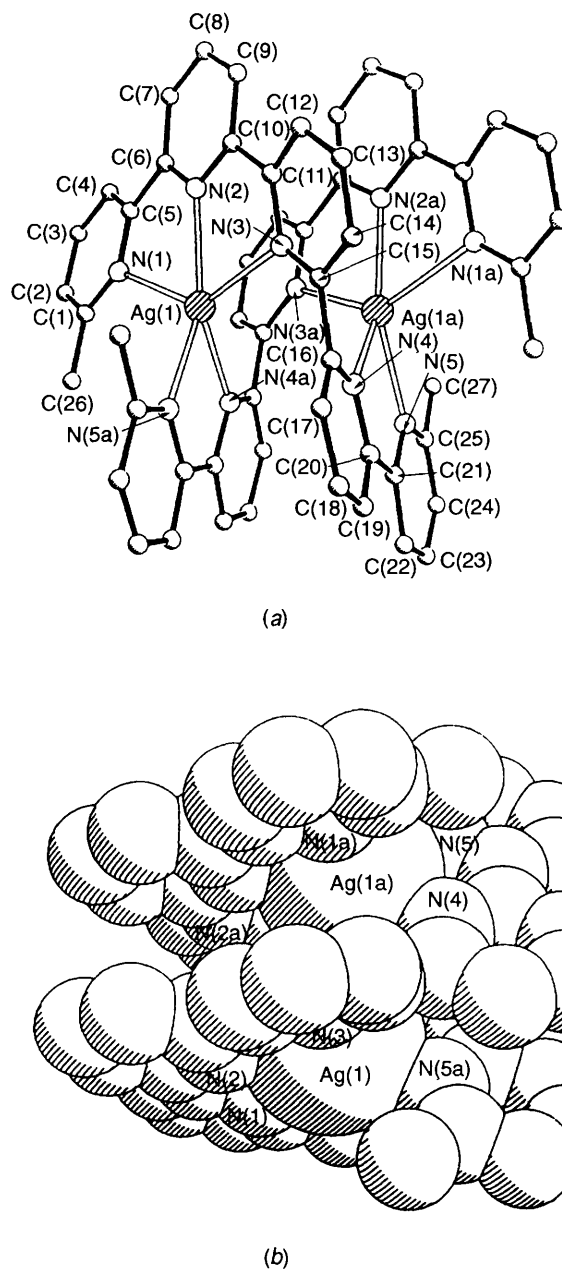 C(8)
C(9)
C(7)
C(12)
C(10)
C(6)
C(13)
C(4)
C(11)
N(2)
N(2a)
C(5)
C(3)
N(3)
C(14)
N(1)
C(15)
C(2)
N(1a)
C(1)
Ag(1)
N(3a)
Ag(1a)
C(16)
N(4)
N(5)
C(26)
N(4a)
C(27)
N(5a)
C(17)
C(25)
C(20)
C(21)
C(18)
C(24)
C(19)
C(22)
C(23)
(a)
N(1a)
N(5)
Ag(1a)
N(4)
N(2a)
N(3)
Ag(1)
N(5a)
N(2)
N(1)
(b)